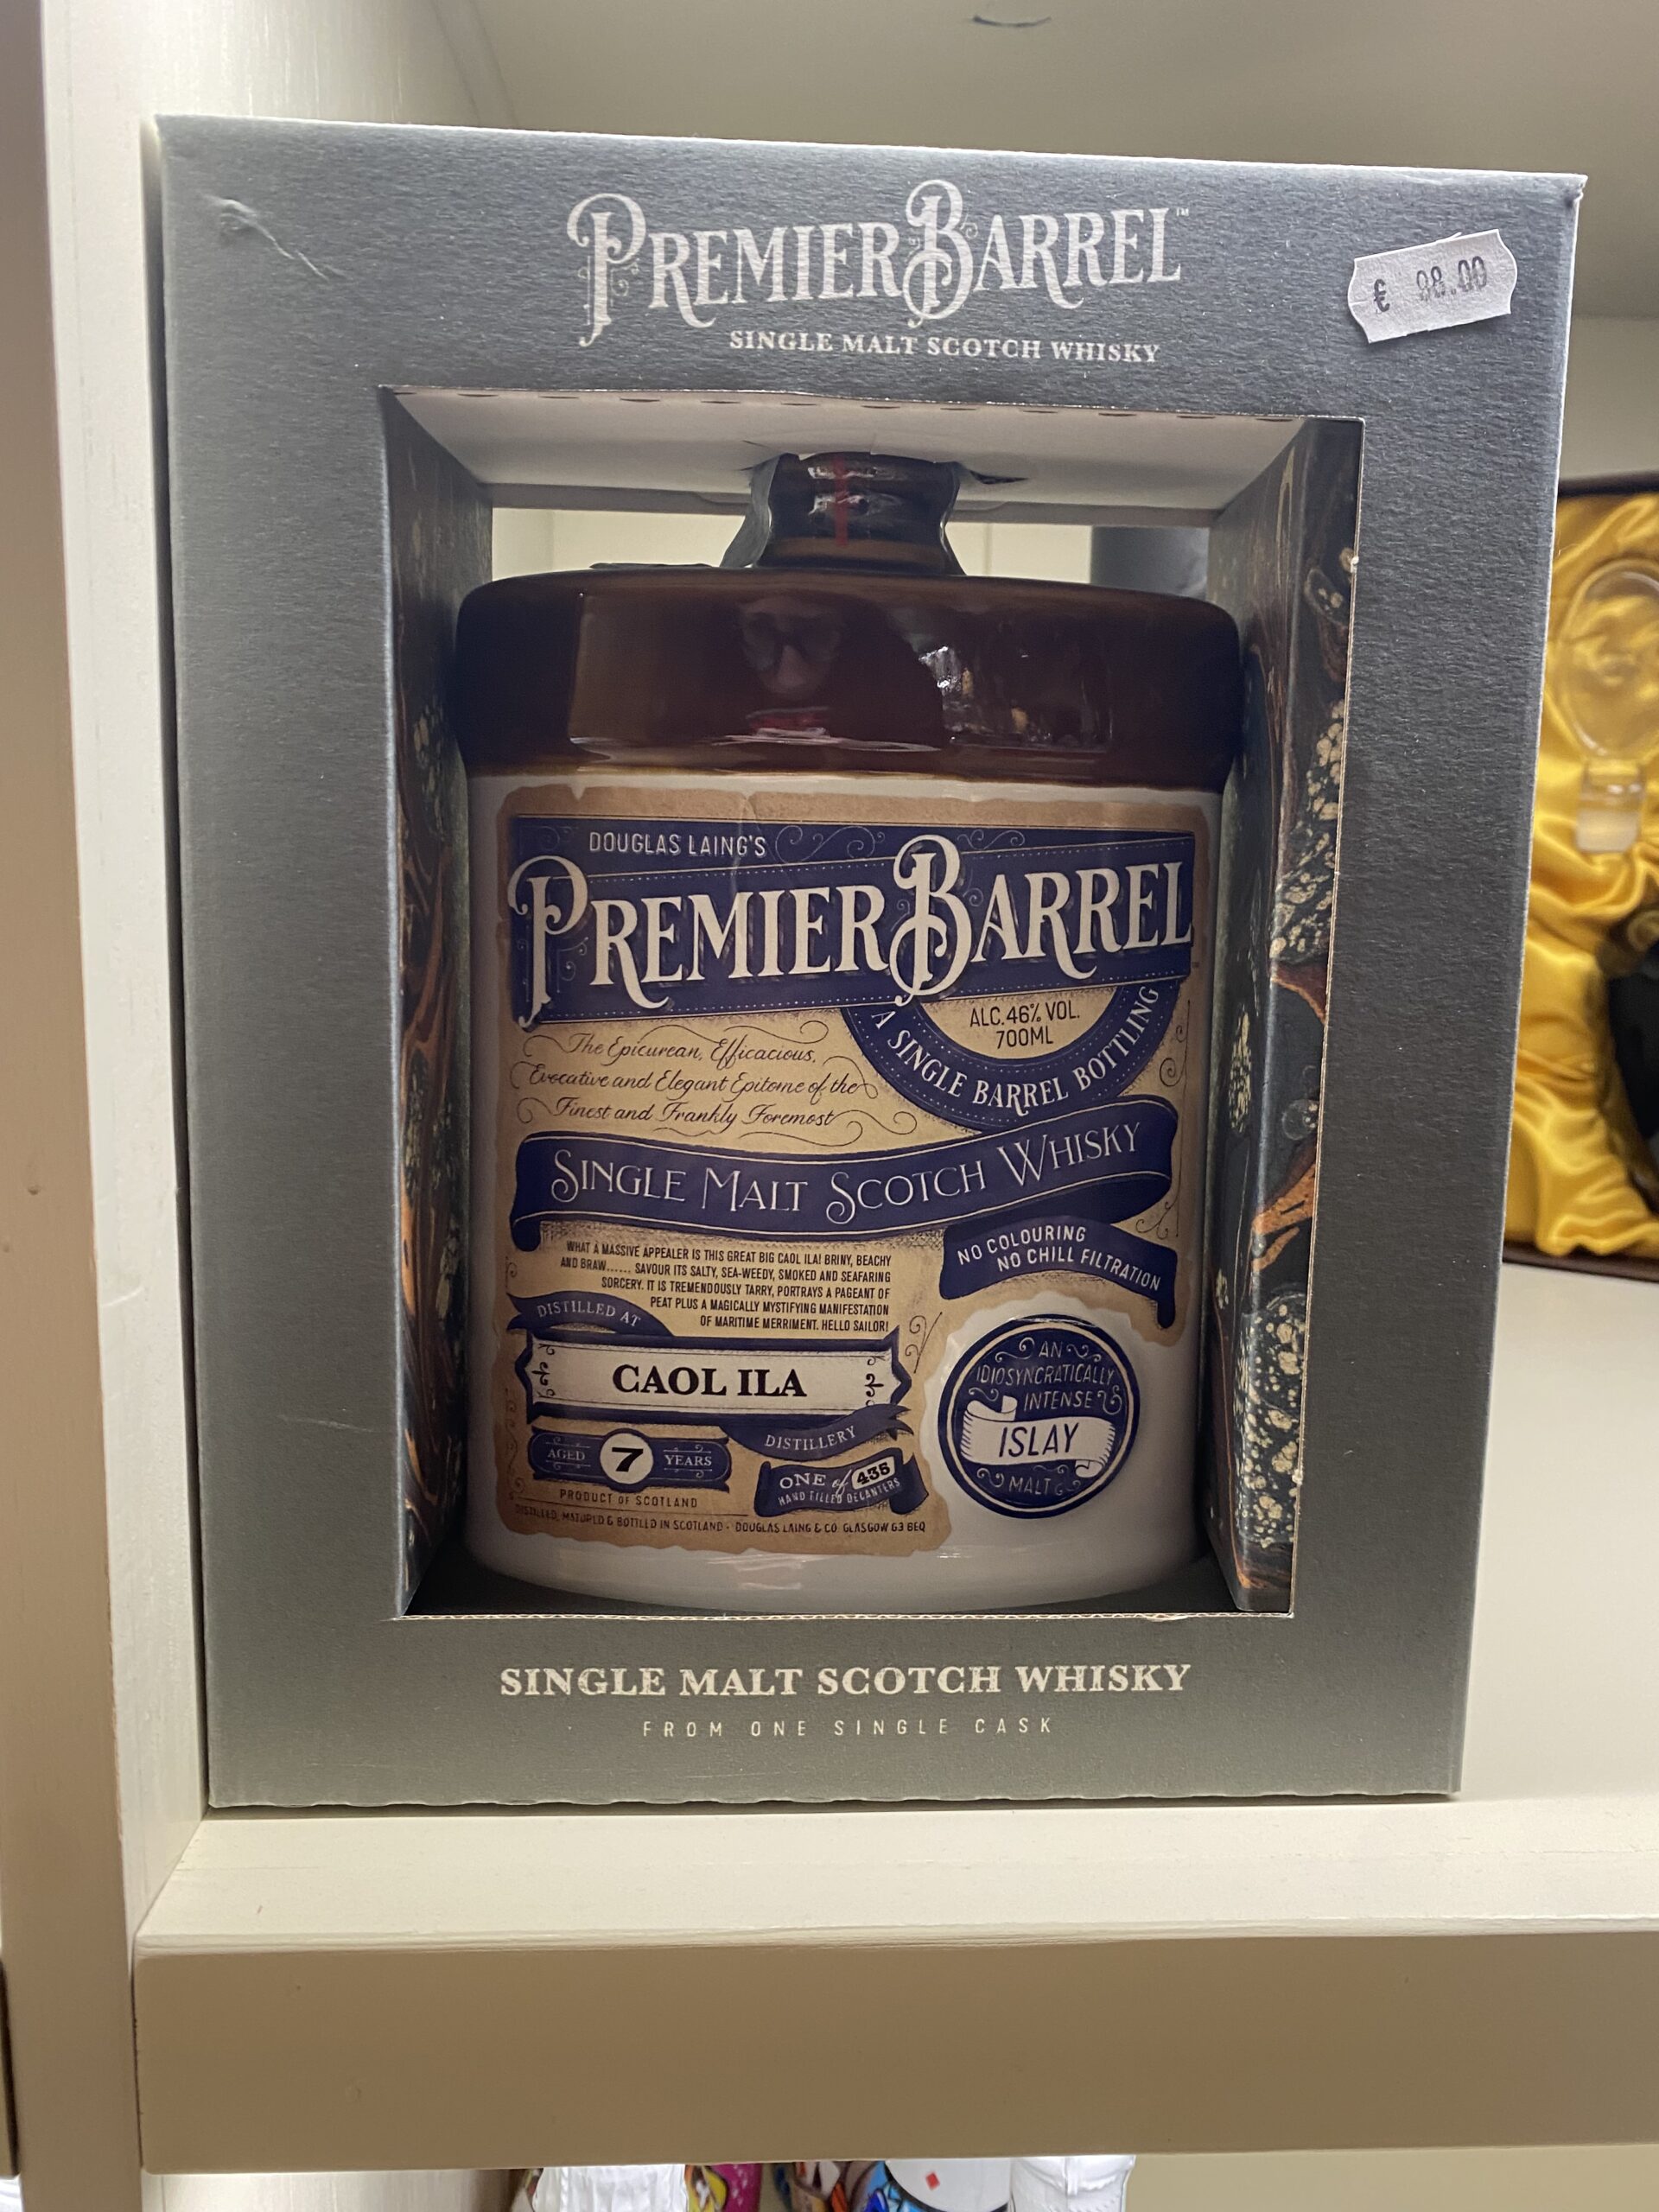 PREMIER BARREL™
SINGLE MALT SCOTCH WHISKY
€ 98.00
DOUGLAS LAING'S
PREMIER BARREL
ALC.46% VOL.
700ML
A SINGLE BARREL BOTTLING
The Epicurean, Efficacious,
Evocative and Elegant Epitome of the
Finest and Frankly Foremost
SINGLE MALT SCOTCH WHISKY
NO COLOURING
NO CHILL FILTRATION
WHAT A MASSIVE APPEALER IS THIS GREAT BIG CAOL ILA! BRINY, BEACHY
AND BRAW...... SAVOUR ITS SALTY, SEA-WEEDY, SMOKED AND SEAFARING
SORCERY. IT IS TREMENDOUSLY TARRY, PORTRAYS A PAGEANT OF
PEAT PLUS A MAGICALLY MYSTIFYING MANIFESTATION
OF MARITIME MERRIMENT. HELLO SAILOR!
DISTILLED AT
CAOL ILA
DISTILLERY
AGED 7 YEARS
ONE of 435
HAND FILLED DECANTERS
PRODUCT OF SCOTLAND
DISTILLED, MATURED & BOTTLED IN SCOTLAND · DOUGLAS LAING & CO. GLASGOW G3 8EQ
AN
IDIOSYNCRATICALLY
INTENSE
ISLAY
MALT
SINGLE MALT SCOTCH WHISKY
FROM ONE SINGLE CASK